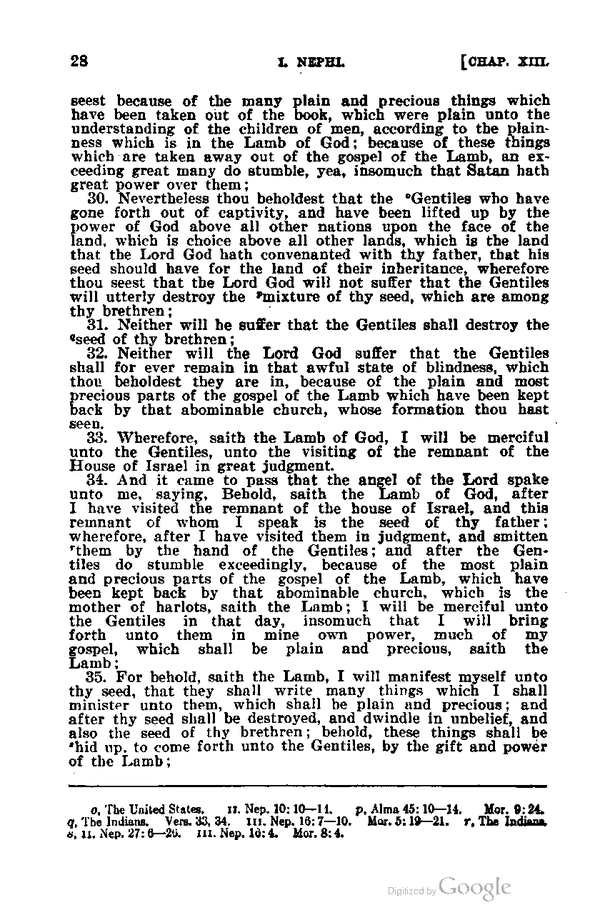 28 I. NEPHI. [CHAP. XIII.
seest because of the many plain and precious things which
have been taken out of the book, which were plain unto the
understanding of the children of men, according to the plain-
ness which is in the Lamb of God; because of these things
which are taken away out of the gospel of the Lamb, an ex-
ceeding great many do stumble, yea, insomuch that Satan hath
great power over them;
30. Nevertheless thou beholdest that the °Gentiles who have
gone forth out of captivity, and have been lifted up by the
power of God above all other nations upon the face of the
land, which is choice above all other lands, which is the land
that the Lord God hath convenanted with thy father, that his
seed should have for the land of their inheritance, wherefore
thou seest that the Lord God will not suffer that the Gentiles
will utterly destroy the ᵖmixture of thy seed, which are among
thy brethren;
31. Neither will he suffer that the Gentiles shall destroy the
qseed of thy brethren;
32. Neither will the Lord God suffer that the Gentiles
shall for ever remain in that awful state of blindness, which
thou beholdest they are in, because of the plain and most
precious parts of the gospel of the Lamb which have been kept
back by that abominable church, whose formation thou hast
seen.
33. Wherefore, saith the Lamb of God, I will be merciful
unto the Gentiles, unto the visiting of the remnant of the
House of Israel in great judgment.
34. And it came to pass that the angel of the Lord spake
unto me, saying, Behold, saith the Lamb of God, after
I have visited the remnant of the house of Israel, and this
remnant of whom I speak is the seed of thy father;
wherefore, after I have visited them in judgment, and smitten
ʳthem by the hand of the Gentiles; and after the Gen-
tiles do stumble exceedingly, because of the most plain
and precious parts of the gospel of the Lamb, which have
been kept back by that abominable church, which is the
mother of harlots, saith the Lamb; I will be merciful unto
the Gentiles in that day, insomuch that I will bring
forth unto them in mine own power, much of my
gospel, which shall be plain and precious, saith the
Lamb;
35. For behold, saith the Lamb, I will manifest myself unto
thy seed, that they shall write many things which I shall
minister unto them, which shall be plain and precious; and
after thy seed shall be destroyed, and dwindle in unbelief, and
also the seed of thy brethren; behold, these things shall be
ˢhid up, to come forth unto the Gentiles, by the gift and power
of the Lamb;
o, The United States. II. Nep. 10: 10—14. p, Alma 45: 10—14. Mor. 9: 24.
q, The Indians. Vers. 33, 34. III. Nep. 16: 7—10. Mor. 5: 19—21. r, The Indians.
s, II. Nep. 27: 6—26. III. Nep. 16: 4. Mor. 8: 4.
Digitized by Google